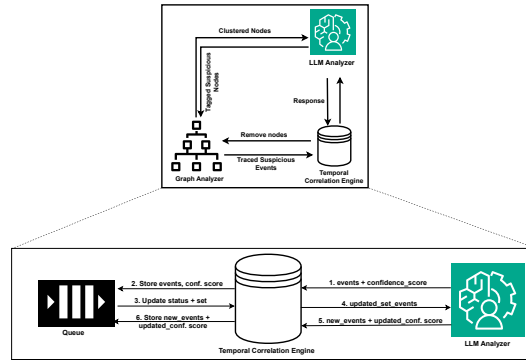 Clustered Nodes
LLM Analyzer
Tagged Suspicious
Nodes
Response
Remove nodes
Traced Suspicious
Events
Graph Analyzer
Temporal
Correlation Engine
2. Store events, conf. score
1. events + confidence_score
3. Update status + set
4. updated_set_events
6. Store new_events +
updated_conf. score
5. new_events + updated_conf. score
Queue
LLM Analyzer
Temporal Correlation Engine